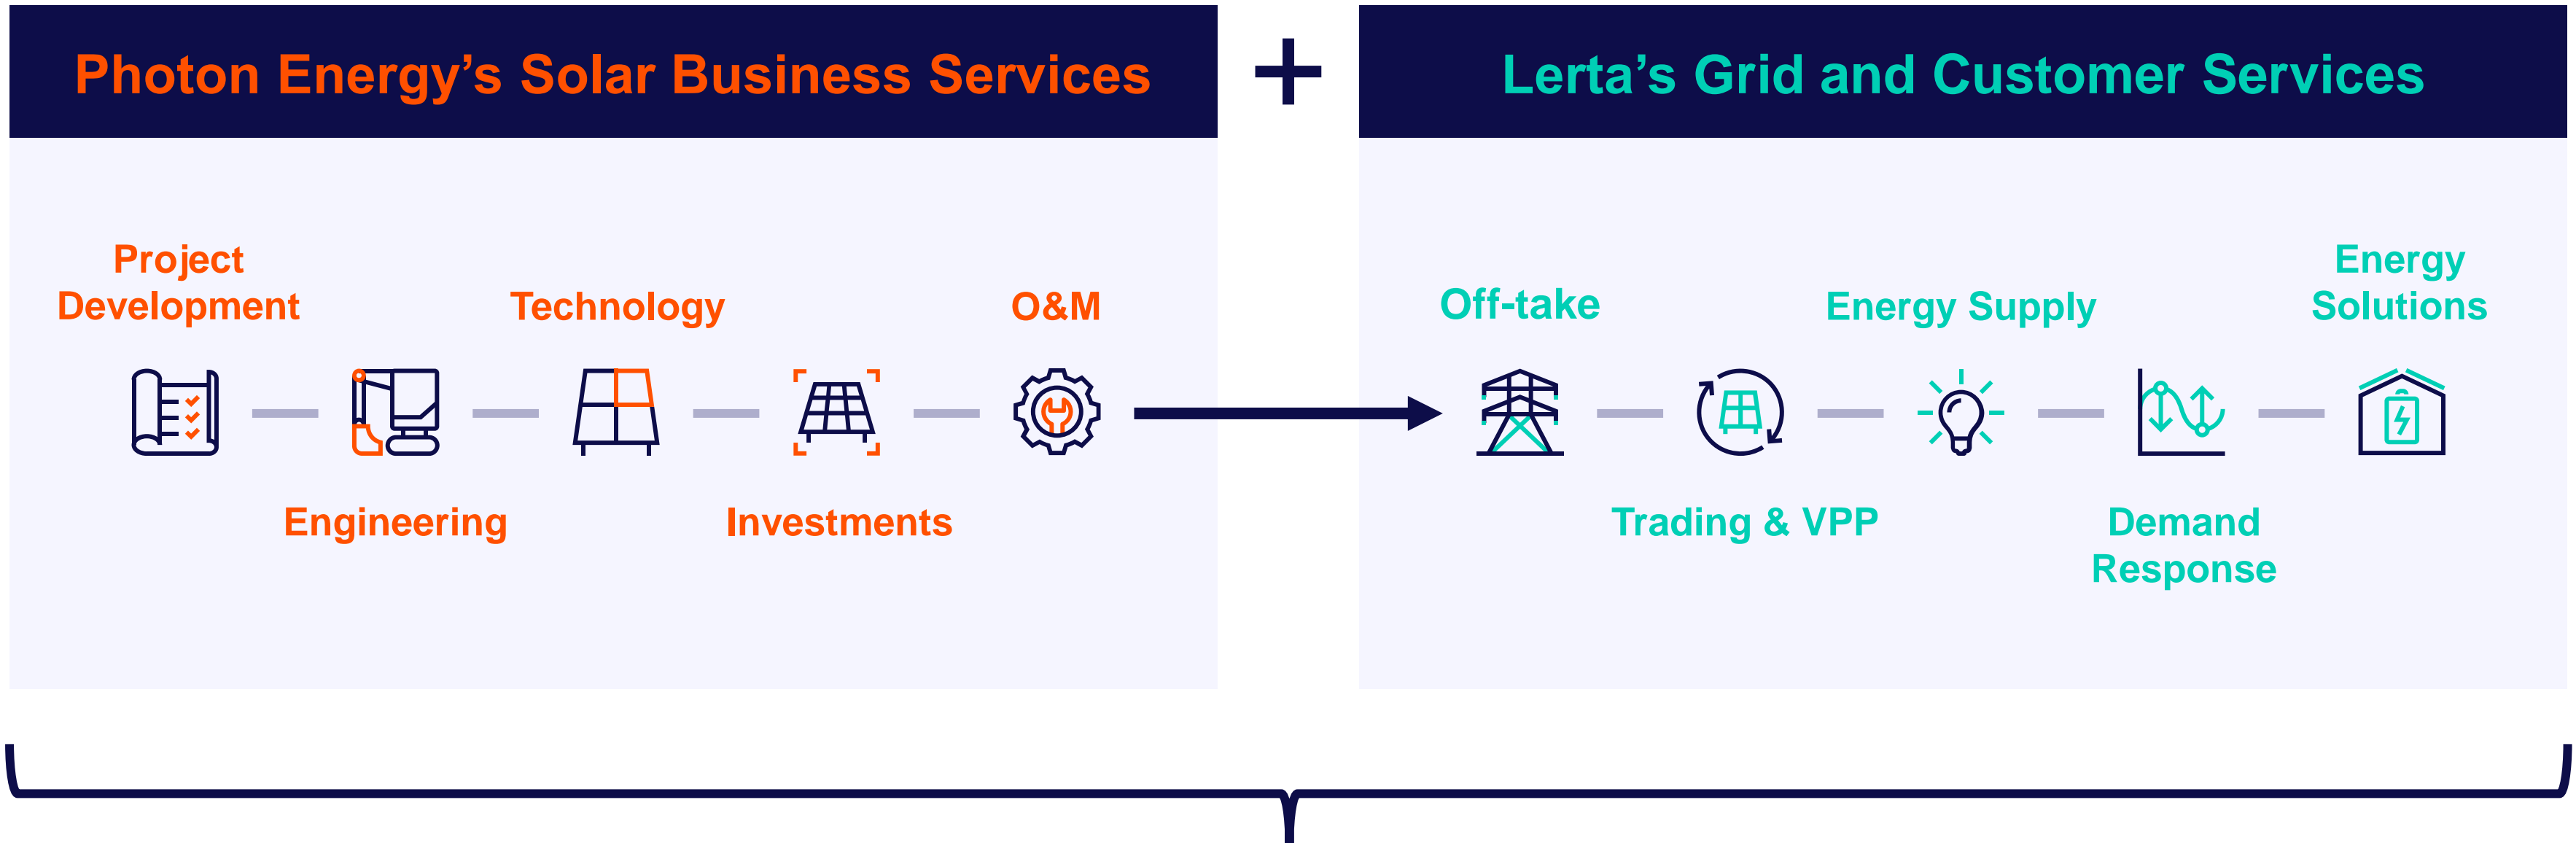 Photon Energy’s Solar Business Services
+
Lerta’s Grid and Customer Services
Project
Development
Engineering
Technology
Investments
O&M
Off-take
Trading & VPP
Energy Supply
Demand
Response
Energy
Solutions